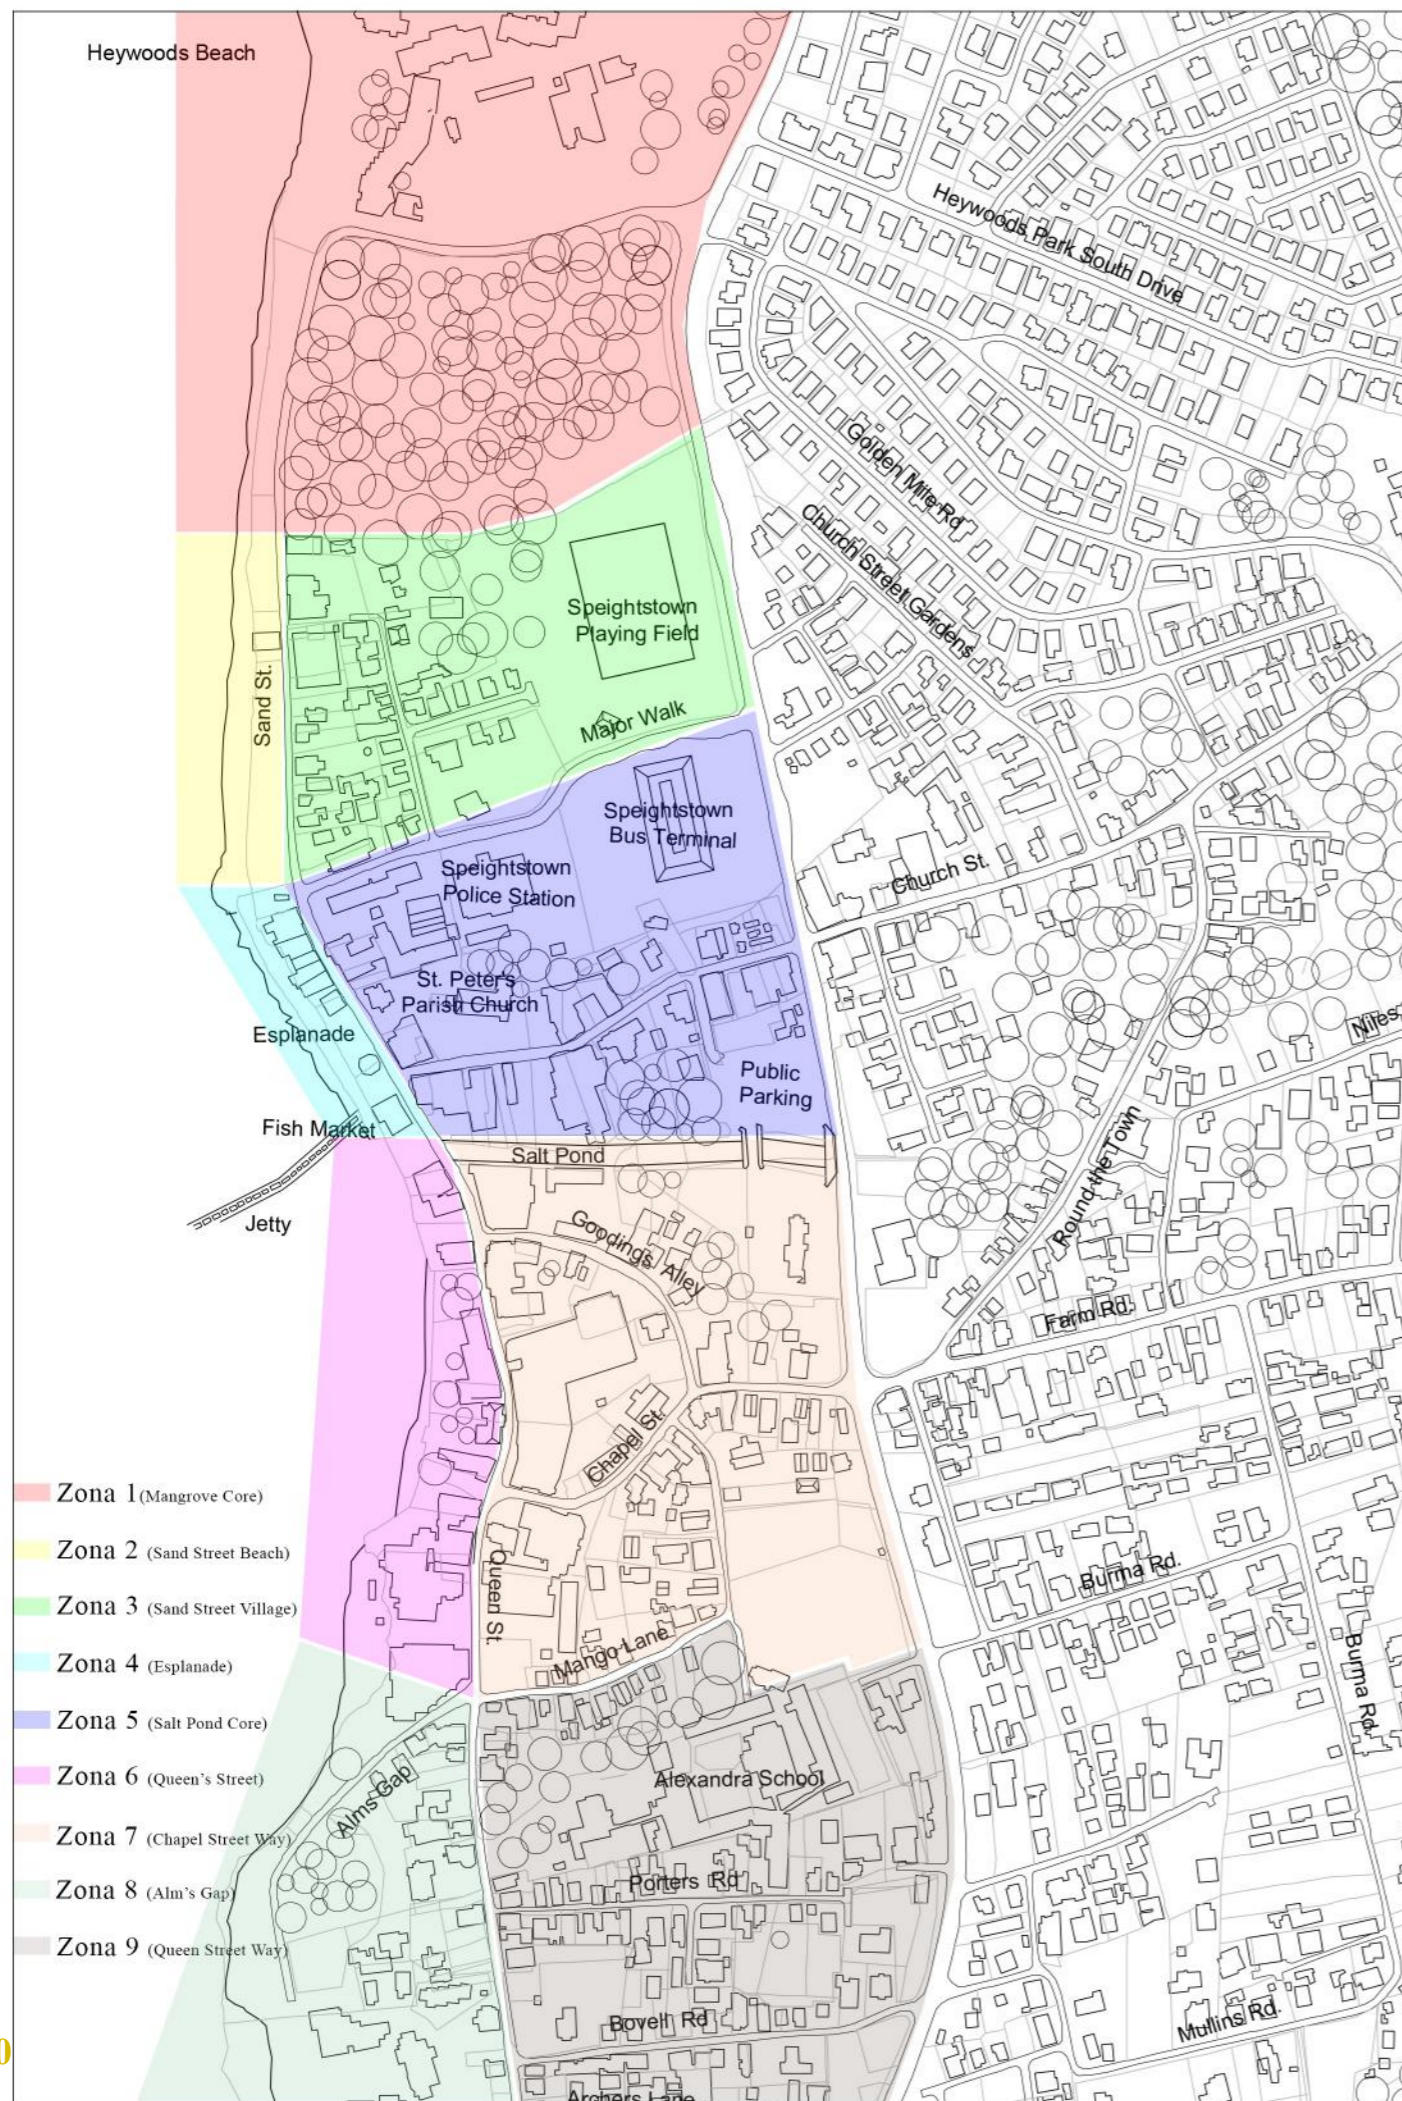 Heywoods Beach
Heywoods Park South Drive
Golden Mile Rd
Church Street Gardens
Speightstown
Playing Field
Sand St.
Major Walk
Speightstown
Bus Terminal
Church St.
Speightstown
Police Station
St. Peter's
Parish Church
Esplanade
Niles
Public
Parking
Fish Market
Salt Pond
Round the Town
Jetty
Goodings Alley
Farm Rd.
Chapel St.
Zona 1 (Mangrove Core)
Zona 2 (Sand Street Beach)
Zona 3 (Sand Street Village)
Zona 4 (Esplanade)
Zona 5 (Salt Pond Core)
Zona 6 (Queen's Street)
Zona 7 (Chapel Street Way)
Zona 8 (Alm's Gap)
Zona 9 (Queen Street Way)
Queen St.
Burma Rd.
Mango Lane
Burma Rd.
Alexandra School
Alms Gap
Porters Rd
Bovell Rd
Mullins Rd.
Archers Lane
0